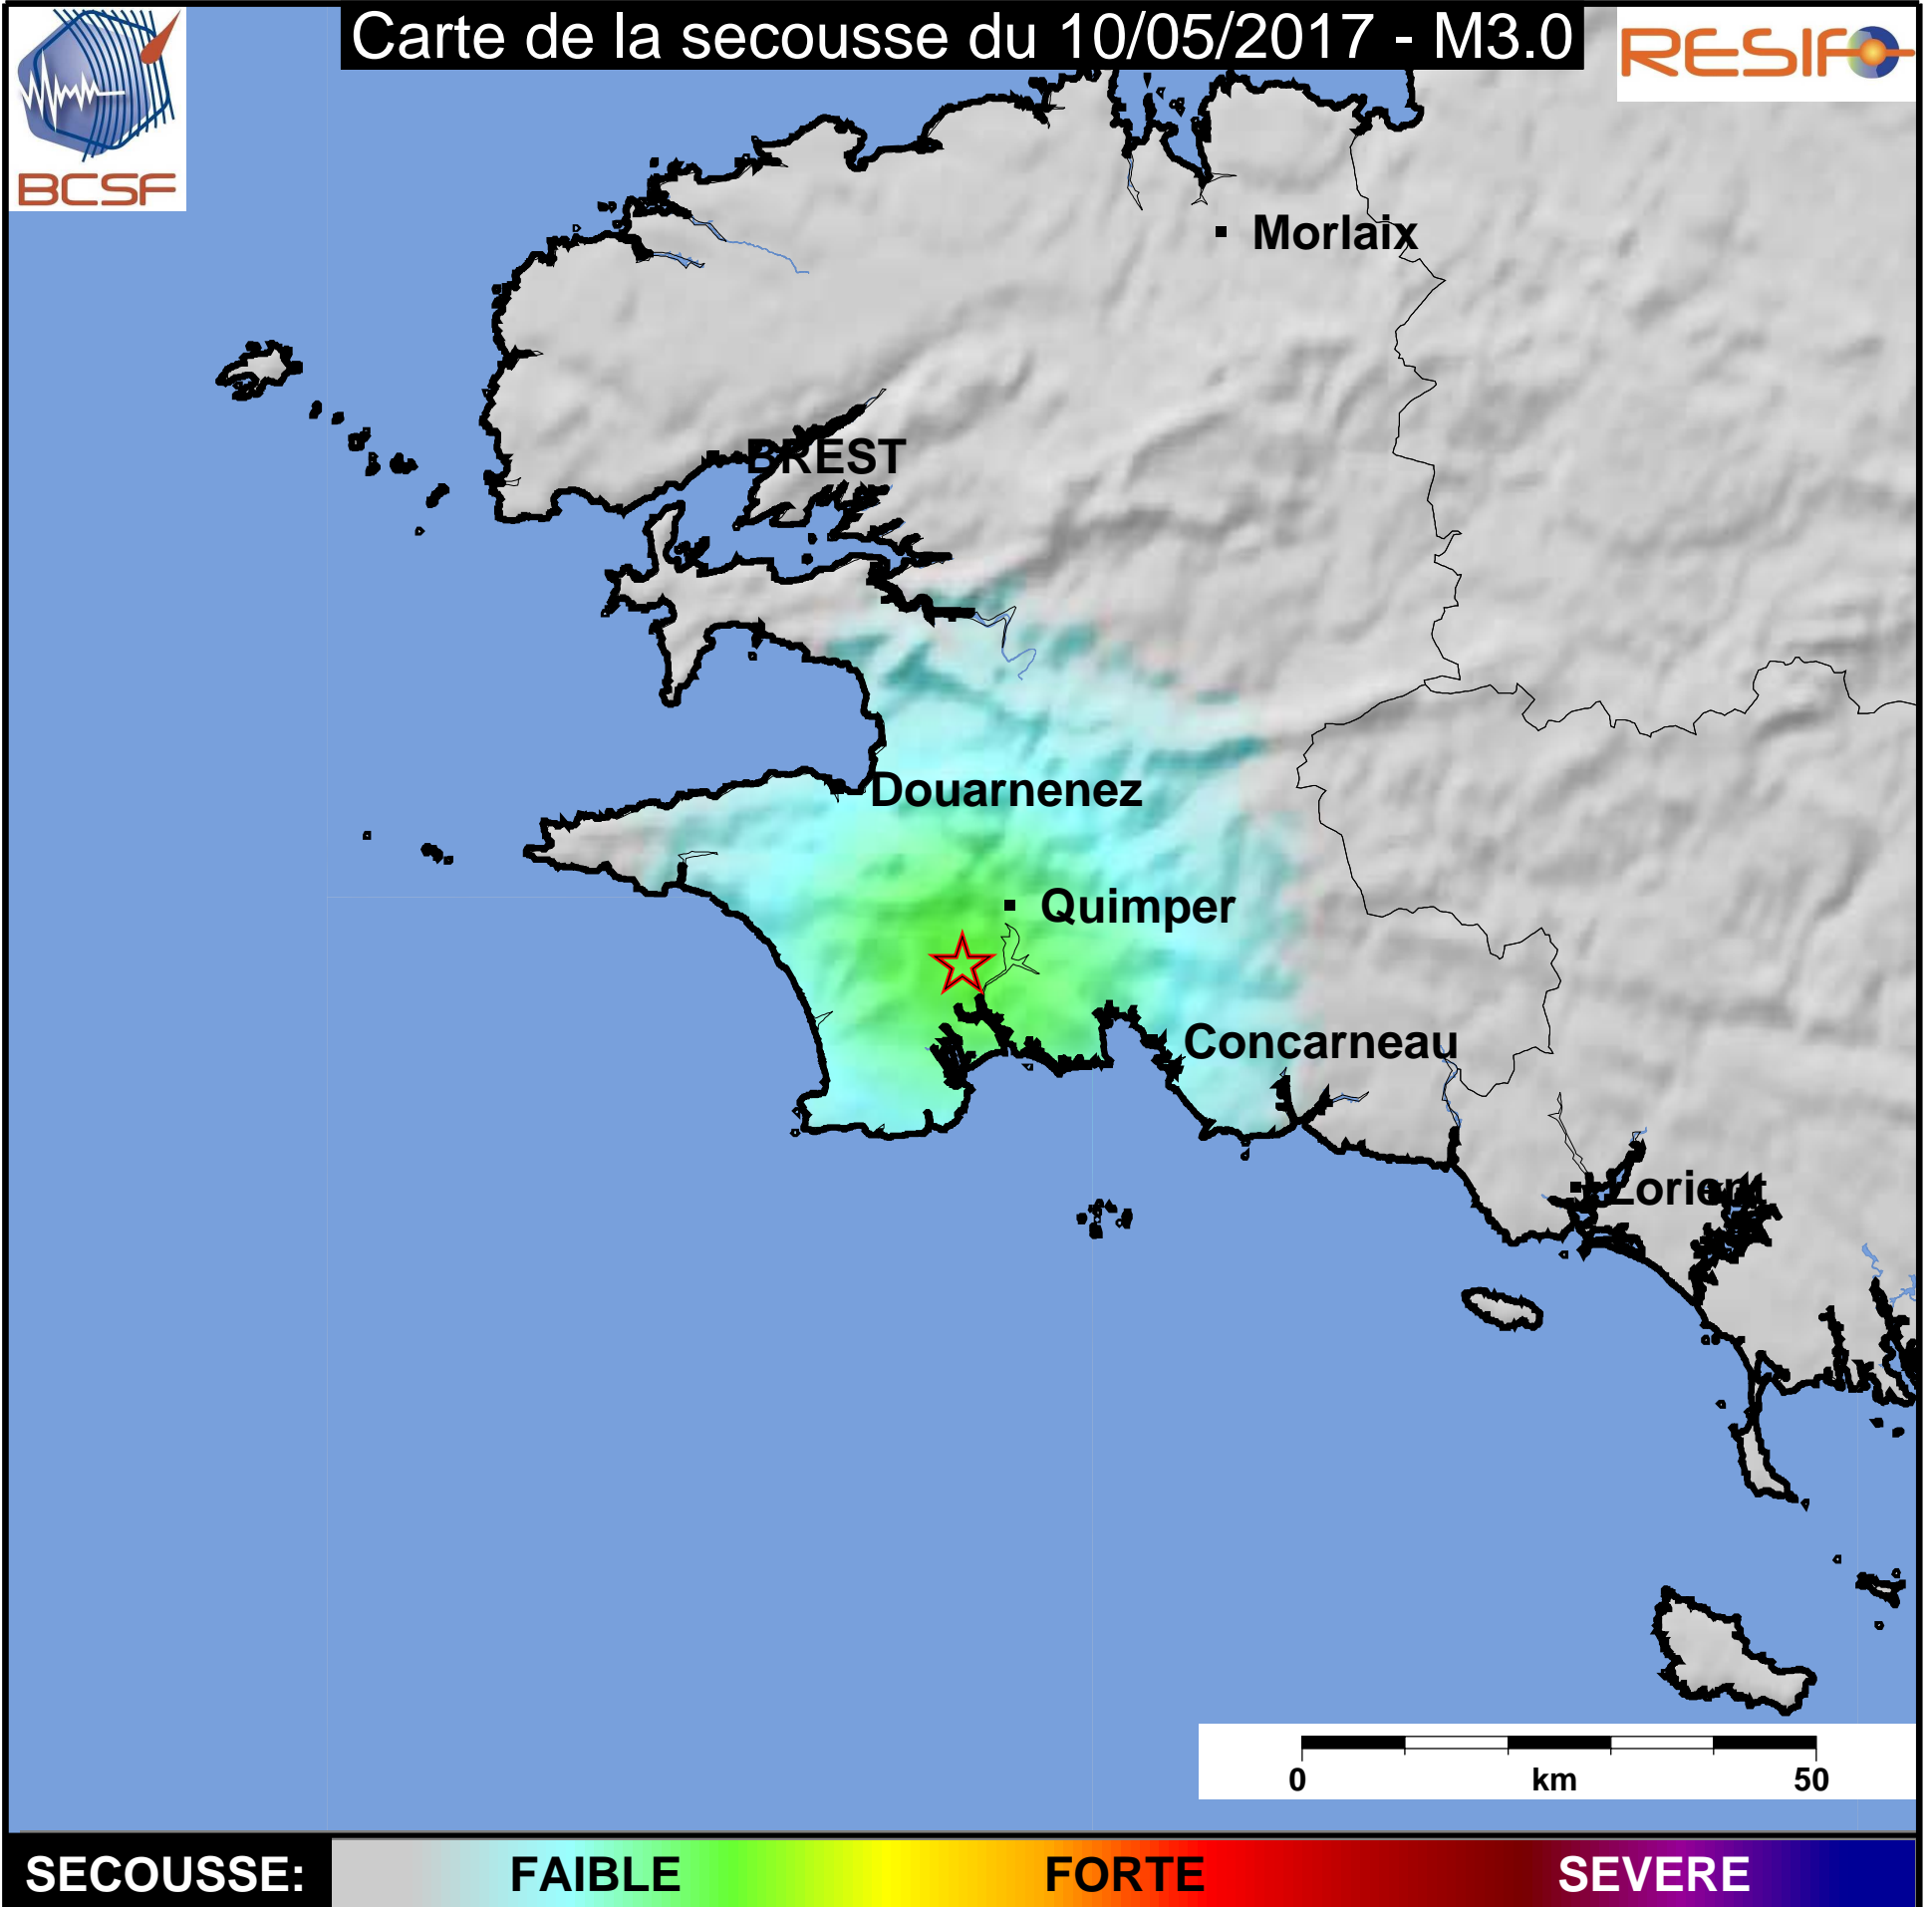 Carte de la secousse du 10/05/2017 - M3.0
BCSF
RESIF
Morlaix
BREST
Douarnenez
Quimper
Concarneau
Lorient
0 km 50
SECOUSSE: FAIBLE FORTE SEVERE